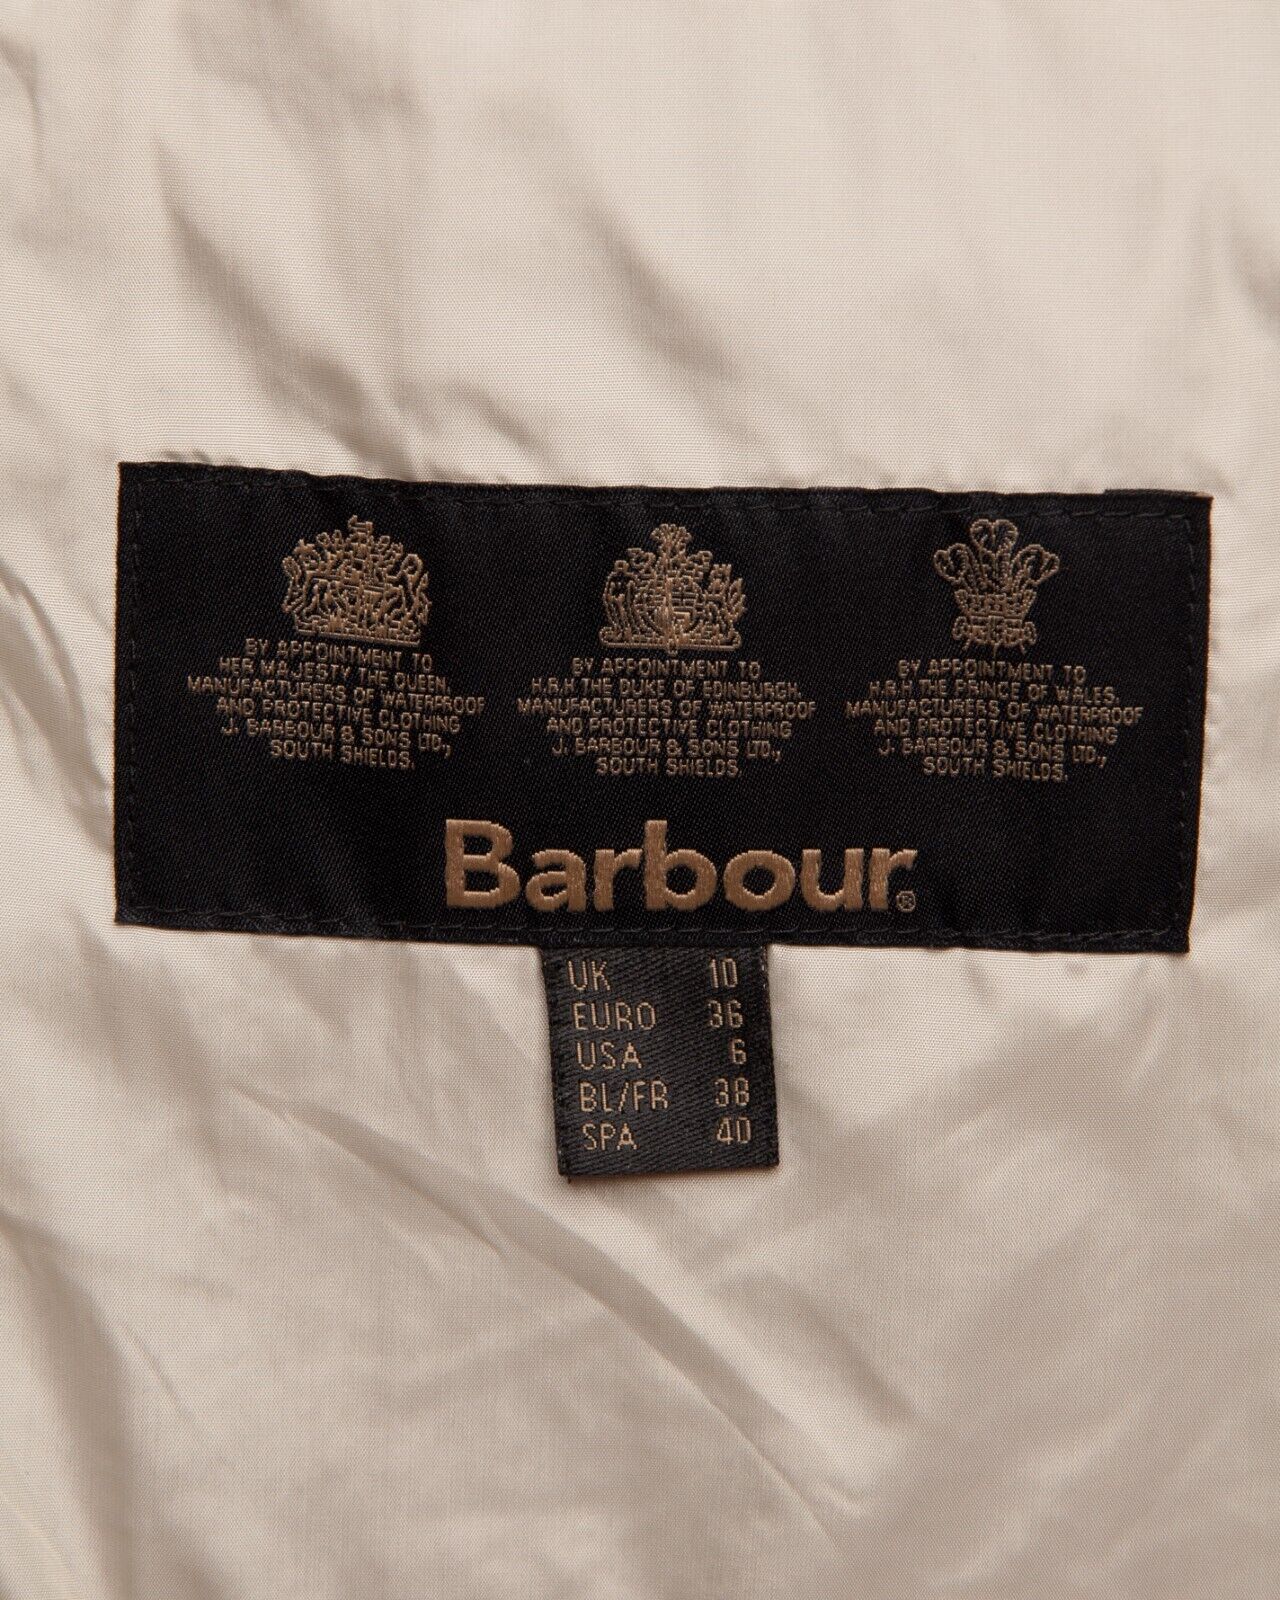 BY APPOINTMENT TO
HER MAJESTY THE QUEEN.
MANUFACTURERS OF WATERPROOF
AND PROTECTIVE CLOTHING
J. BARBOUR & SONS LTD.,
SOUTH SHIELDS.
BY APPOINTMENT TO
H.R.H THE DUKE OF EDINBURGH.
MANUFACTURERS OF WATERPROOF
AND PROTECTIVE CLOTHING
J. BARBOUR & SONS LTD.,
SOUTH SHIELDS.
BY APPOINTMENT TO
H.R.H THE PRINCE OF WALES.
MANUFACTURERS OF WATERPROOF
AND PROTECTIVE CLOTHING
J. BARBOUR & SONS LTD.,
SOUTH SHIELDS.
Barbour®
UK 10
EURO 36
USA 6
BL/FR 38
SPA 40